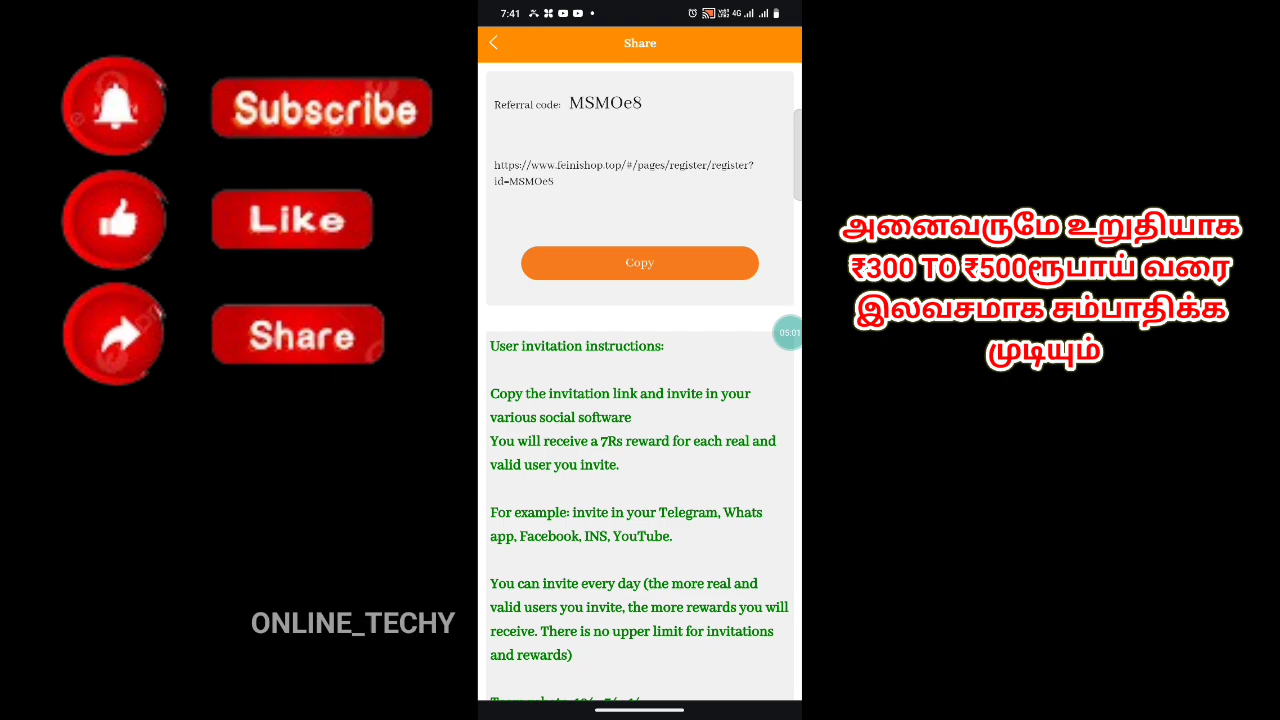 7:41
4G
Share
Referral code: MSMOe8
https://www.feinishop.top/#/pages/register/register?
id=MSMOe8
Copy
05:01
User invitation instructions:
Copy the invitation link and invite in your
various social software
You will receive a 7Rs reward for each real and
valid user you invite.
For example: invite in your Telegram, Whats
app, Facebook, INS, YouTube.
You can invite every day (the more real and
valid users you invite, the more rewards you will
receive. There is no upper limit for invitations
and rewards)
Subscribe
Like
Share
ONLINE_TECHY
அனைவருமே உறுதியாக
₹300 TO ₹500ரூபாய் வரை
இலவசமாக சம்பாதிக்க
முடியும்